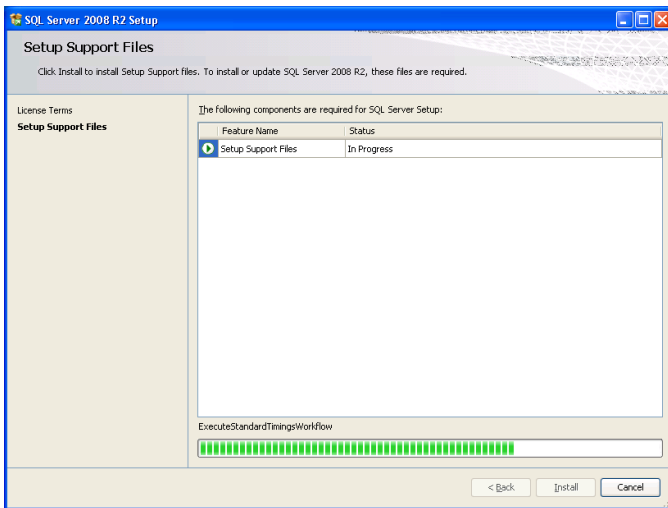 SQL Server 2008 R2 Setup
Setup Support Files
Click Install to install Setup Support files. To install or update SQL Server 2008 R2, these files are required.
License Terms
Setup Support Files
The following components are required for SQL Server Setup:
Feature Name Status
Setup Support Files In Progress
ExecuteStandardTimingsWorkflow
< Back Install Cancel